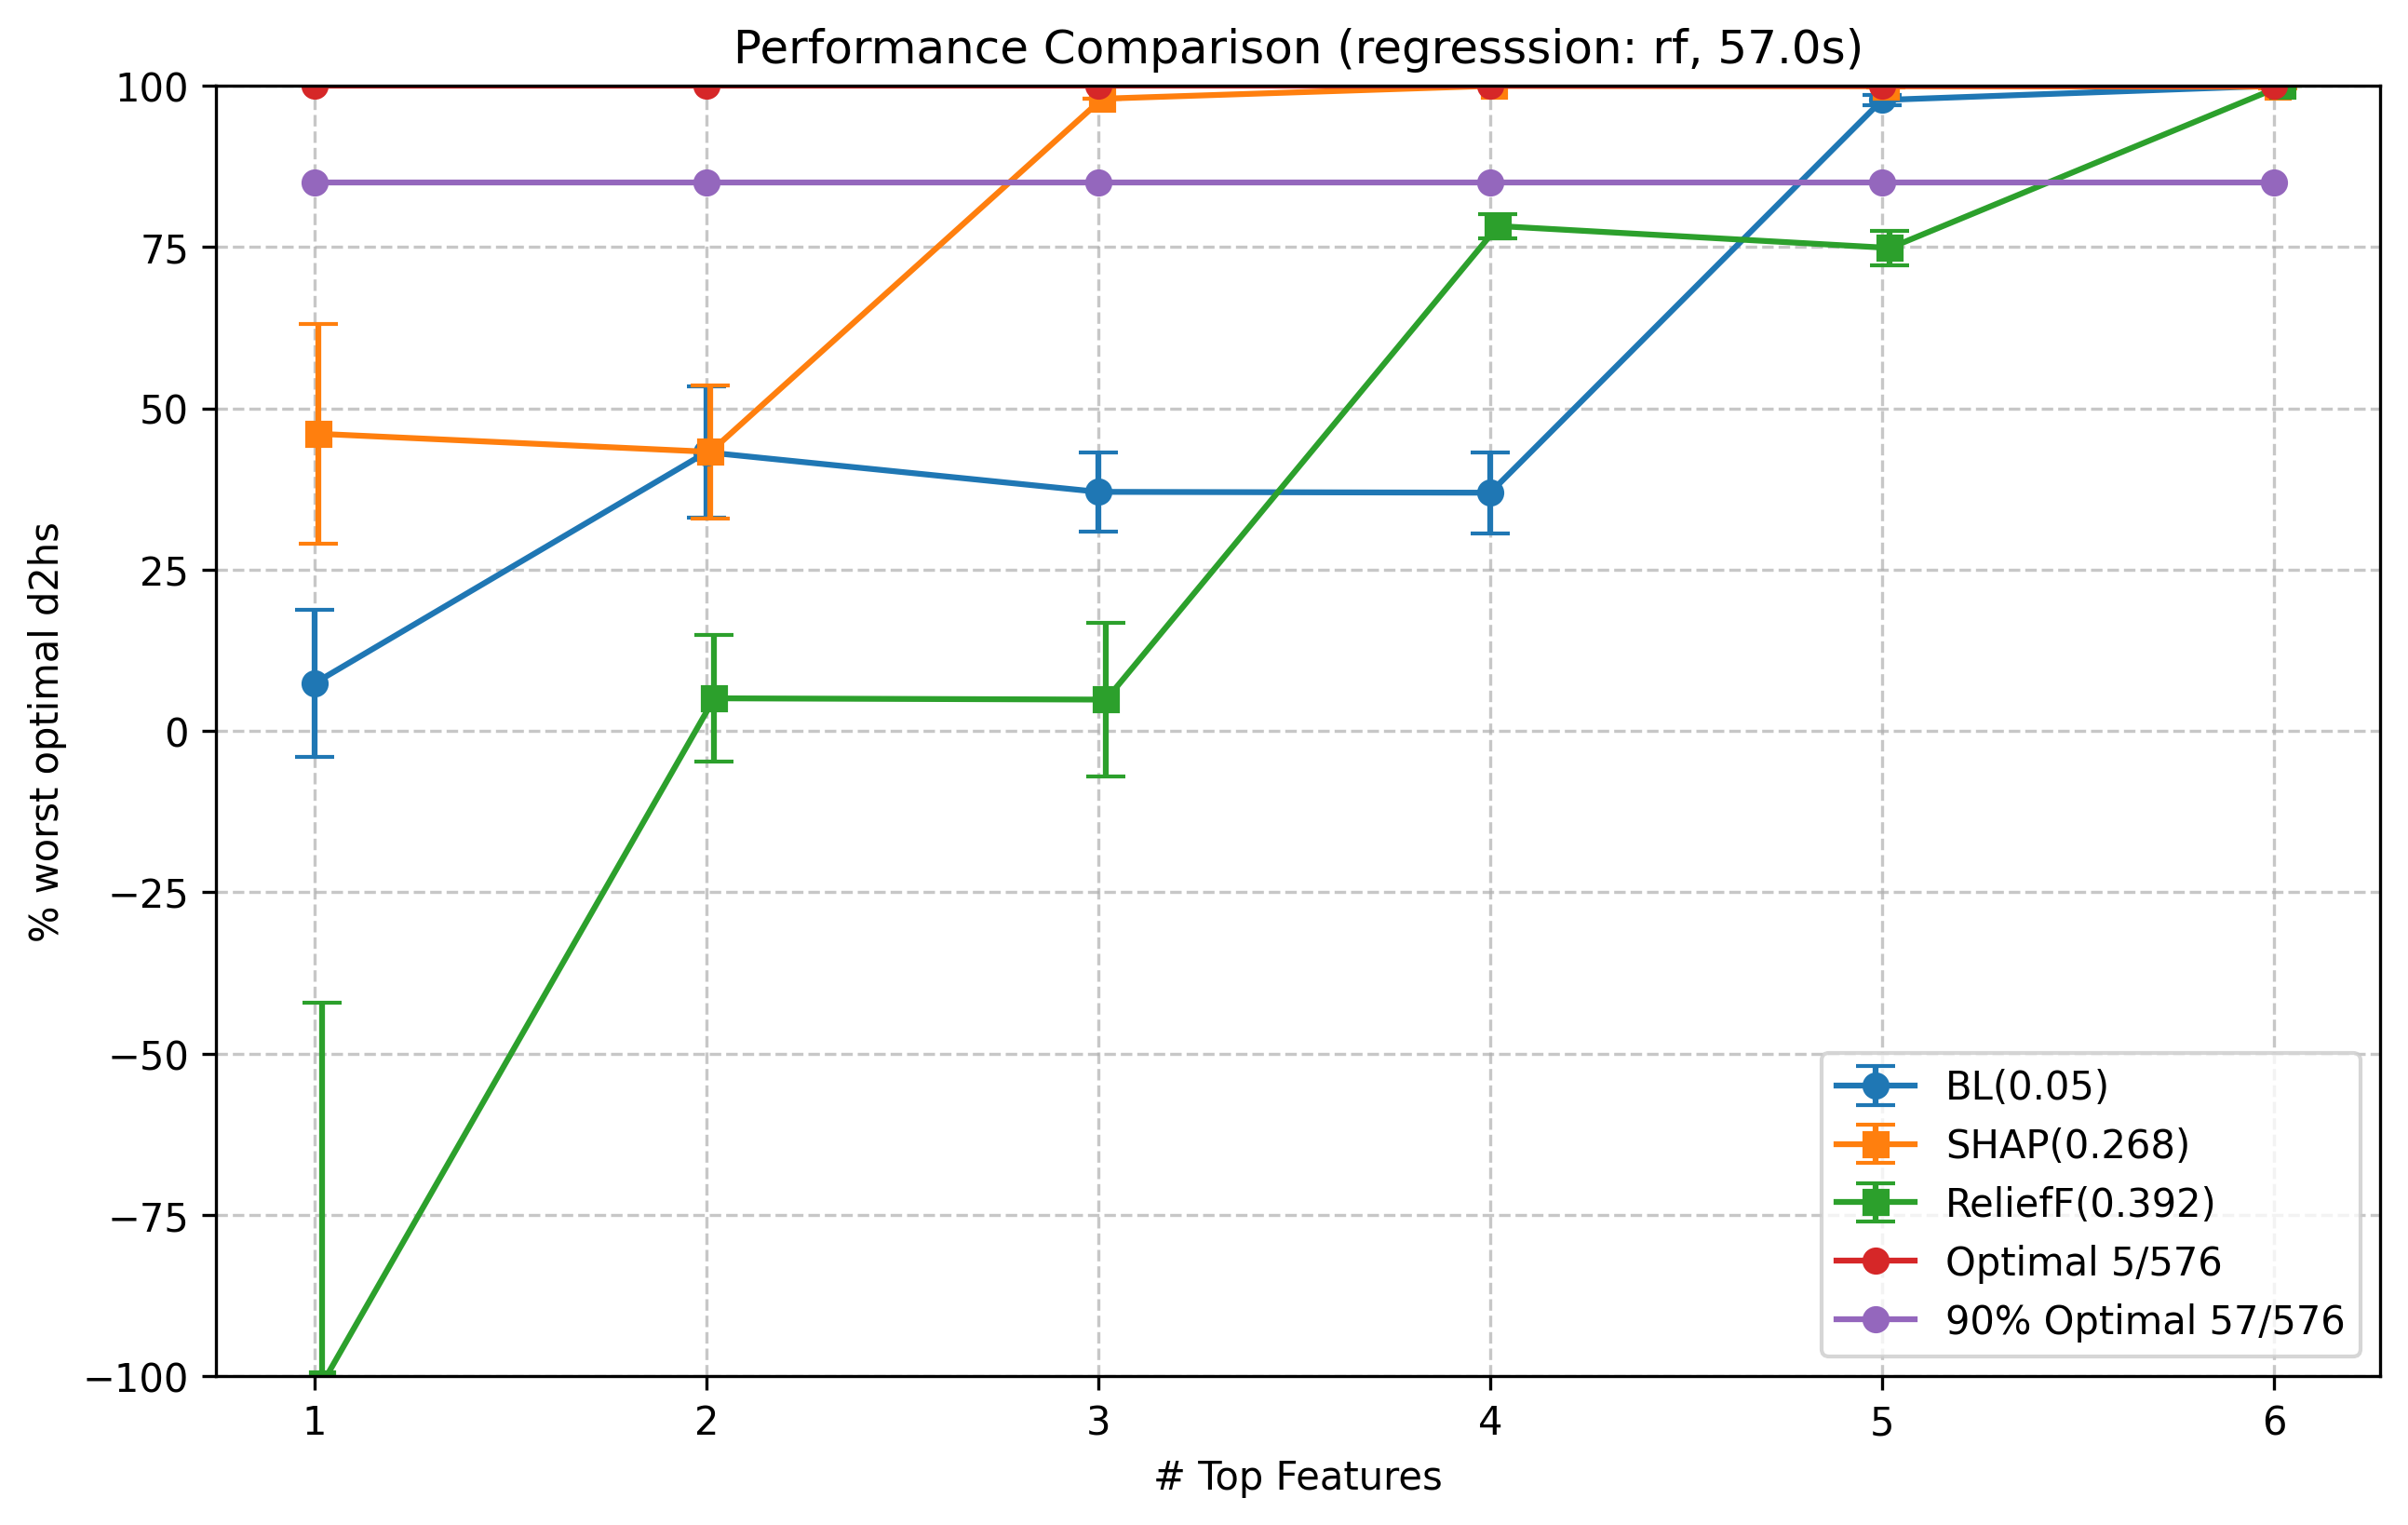 Performance Comparison (regresssion: rf, 57.0s)
% worst optimal d2hs
100
75
50
25
0
−25
−50
−75
−100
1 2 3 4 5 6
# Top Features
BL(0.05)
SHAP(0.268)
ReliefF(0.392)
Optimal 5/576
90% Optimal 57/576